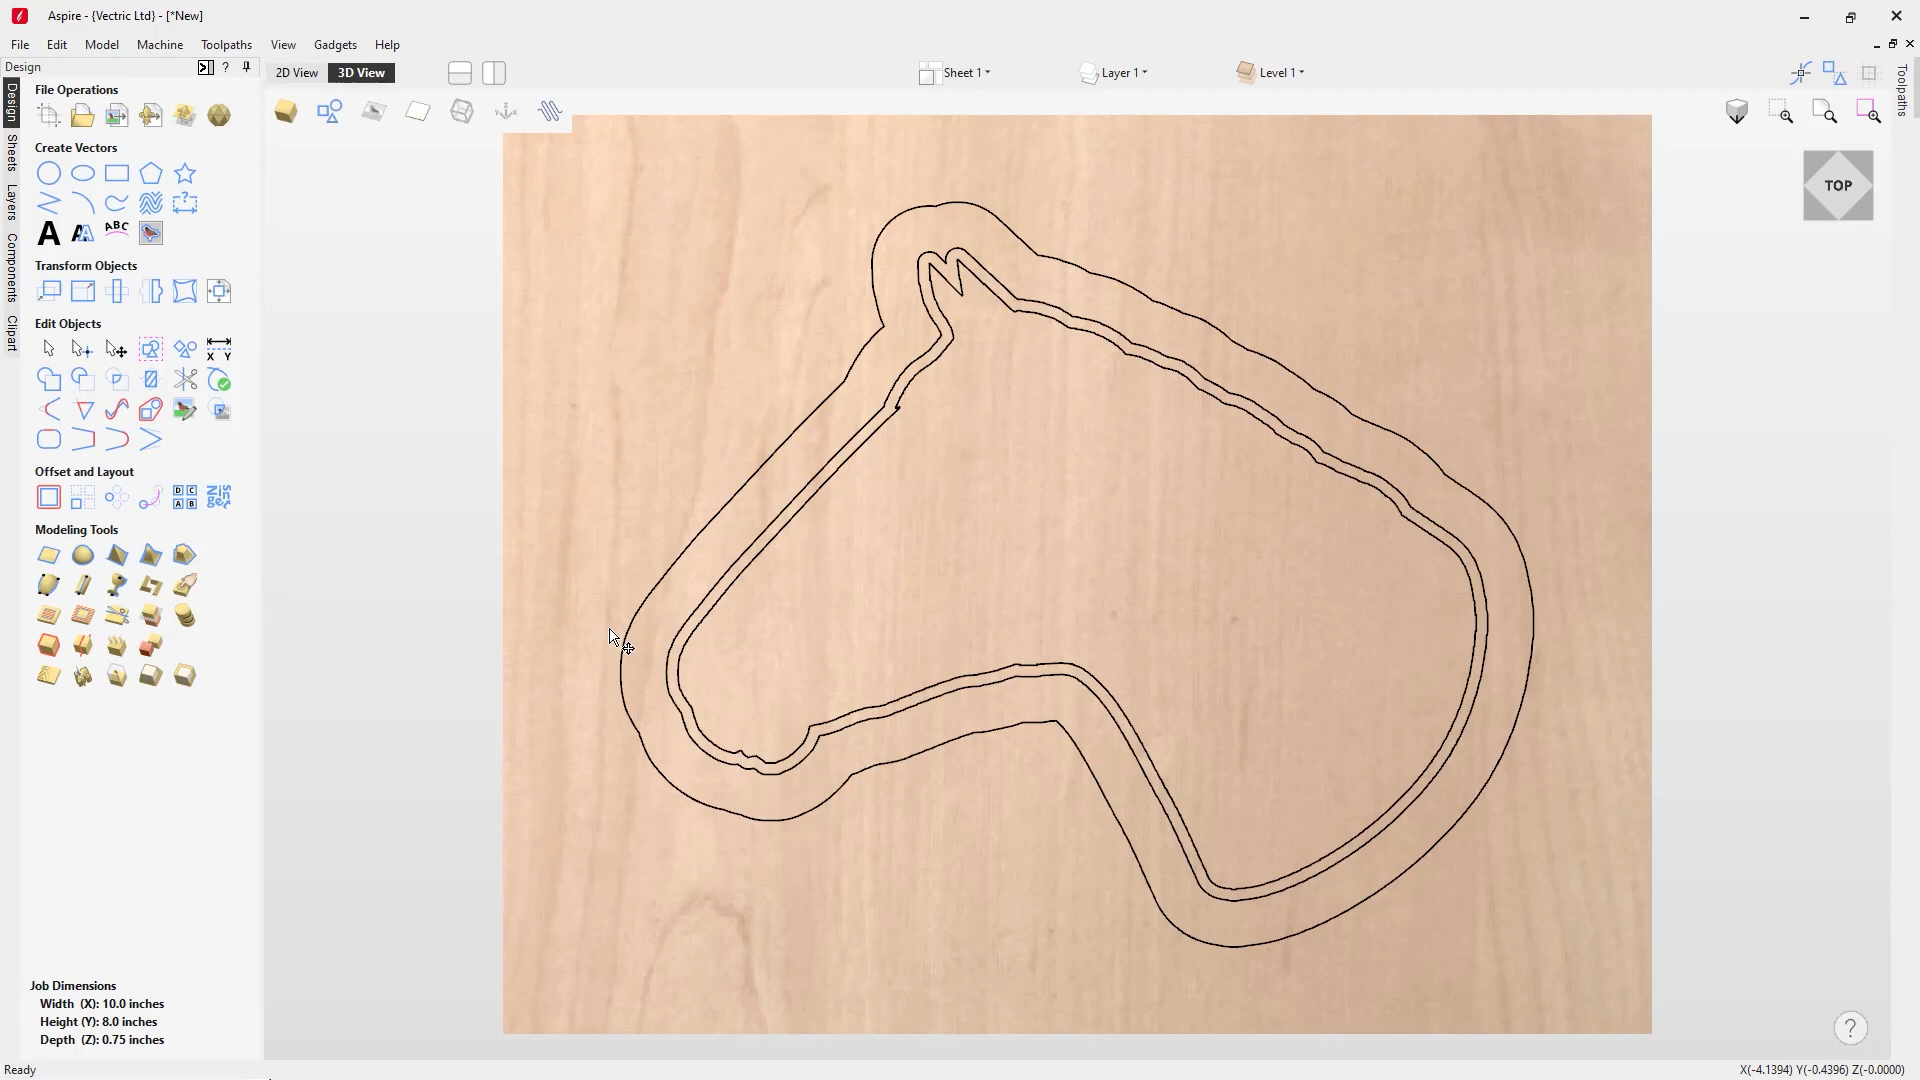 Aspire - {Vectric Ltd} - [*New]
File Edit Model Machine Toolpaths View Gadgets Help
Design ?
2D View 3D View Sheet 1 Layer 1 Level 1
Toolpaths
Design
Sheets
Layers
Components
Clipart
File Operations
Create Vectors
A A ABC
Transform Objects
Edit Objects
X Y
Offset and Layout
Modeling Tools
TOP
Job Dimensions
Width (X): 10.0 inches
Height (Y): 8.0 inches
Depth (Z): 0.75 inches
?
Ready X(-4.1394) Y(-0.4396) Z(-0.0000)